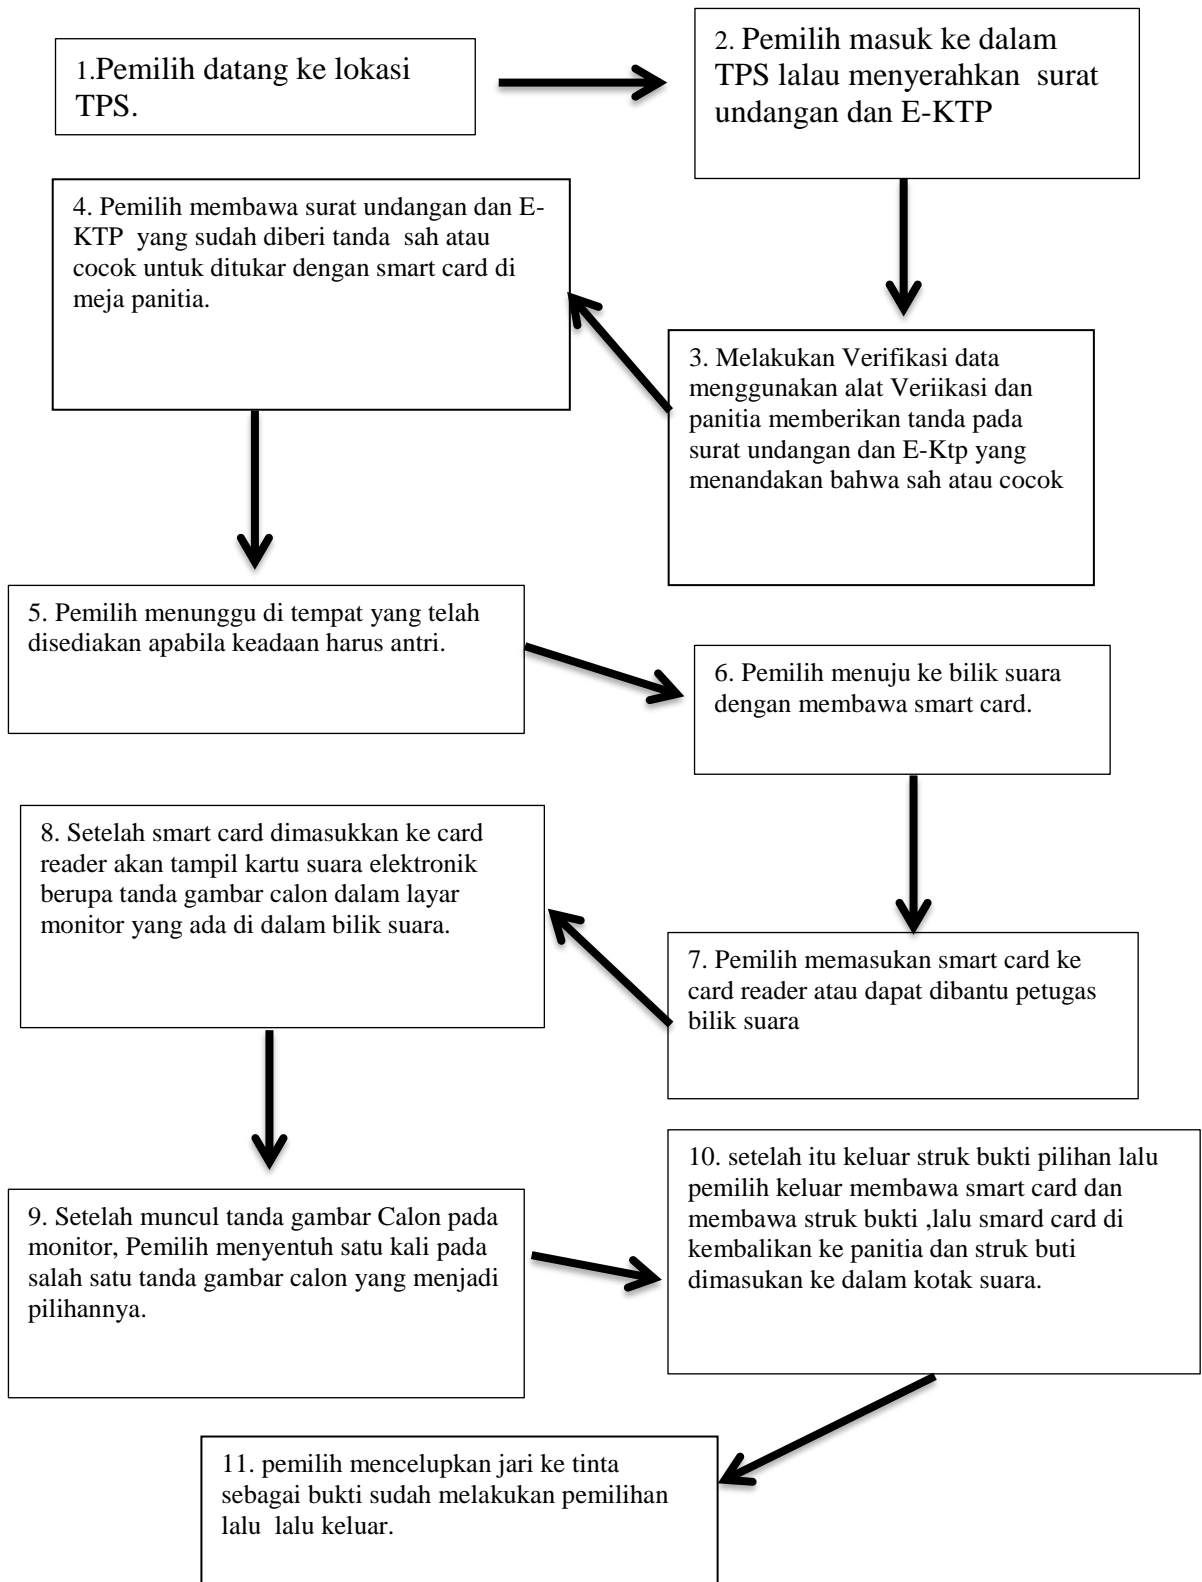 1.Pemilih datang ke lokasi
TPS.
2. Pemilih masuk ke dalam
TPS lalau menyerahkan surat
undangan dan E-KTP
3. Melakukan Verifikasi data
menggunakan alat Veriikasi dan
panitia memberikan tanda pada
surat undangan dan E-Ktp yang
menandakan bahwa sah atau cocok
4. Pemilih membawa surat undangan dan E-
KTP yang sudah diberi tanda sah atau
cocok untuk ditukar dengan smart card di
meja panitia.
5. Pemilih menunggu di tempat yang telah
disediakan apabila keadaan harus antri.
6. Pemilih menuju ke bilik suara
dengan membawa smart card.
7. Pemilih memasukan smart card ke
card reader atau dapat dibantu petugas
bilik suara
8. Setelah smart card dimasukkan ke card
reader akan tampil kartu suara elektronik
berupa tanda gambar calon dalam layar
monitor yang ada di dalam bilik suara.
9. Setelah muncul tanda gambar Calon pada
monitor, Pemilih menyentuh satu kali pada
salah satu tanda gambar calon yang menjadi
pilihannya.
10. setelah itu keluar struk bukti pilihan lalu
pemilih keluar membawa smart card dan
membawa struk bukti ,lalu smard card di
kembalikan ke panitia dan struk buti
dimasukan ke dalam kotak suara.
11. pemilih mencelupkan jari ke tinta
sebagai bukti sudah melakukan pemilihan
lalu lalu keluar.